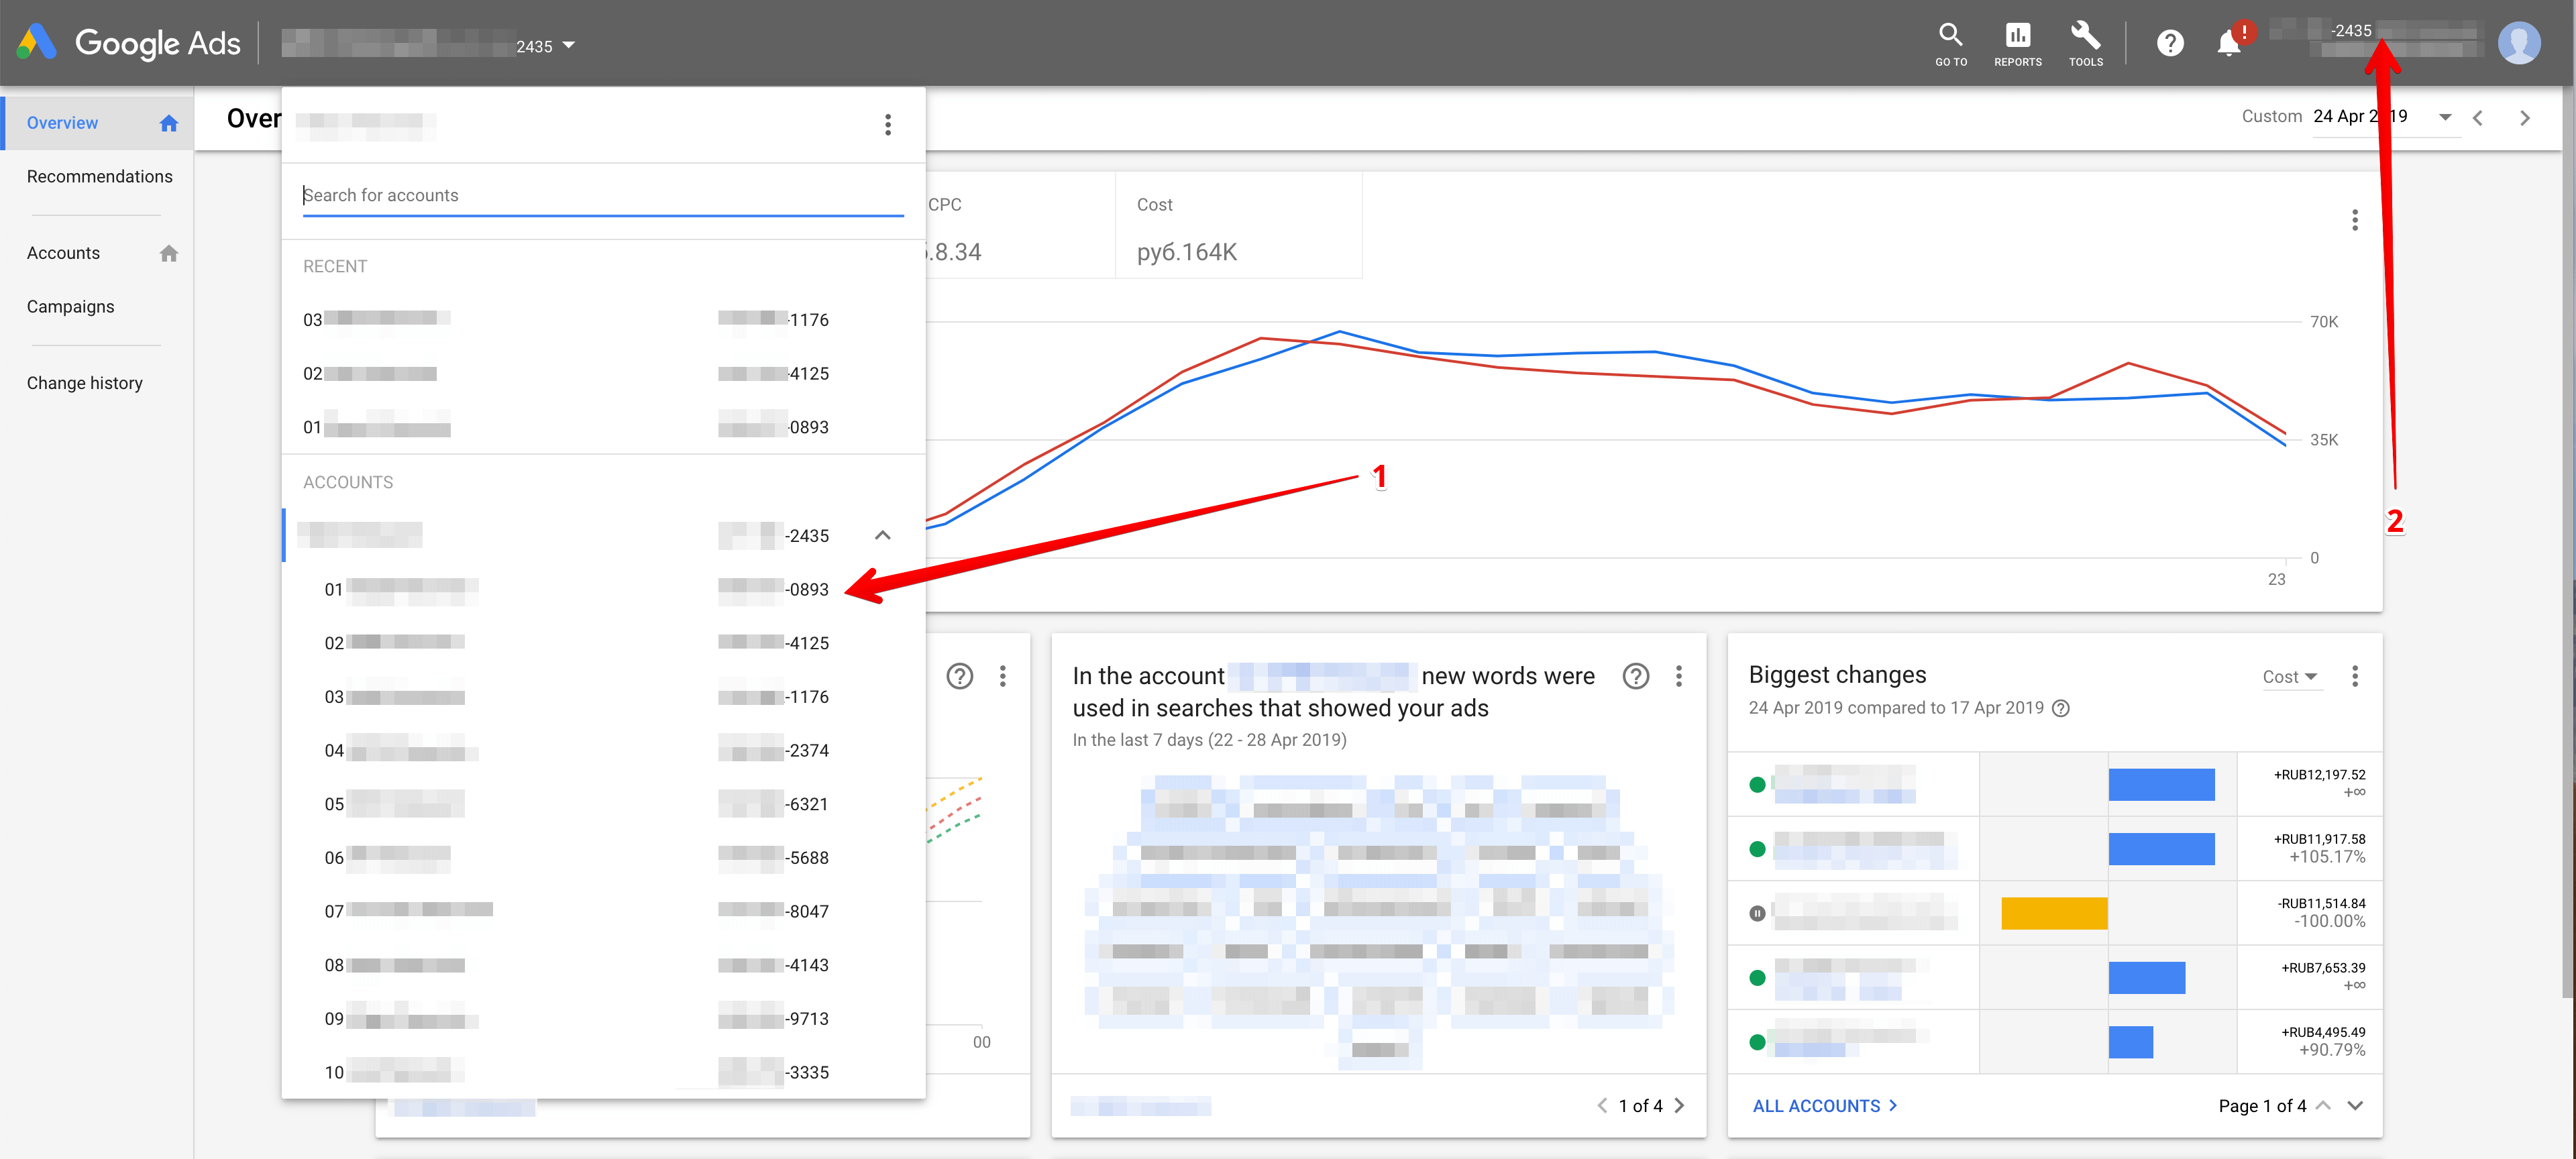 Google Ads
2435
GO TO
REPORTS
TOOLS
!
-2435
Overview
Recommendations
Accounts
Campaigns
Change history
Over
Custom 24 Apr 2019
Search for accounts
RECENT
03 -1176
02 -4125
01 -0893
ACCOUNTS
-2435
01 -0893
02 -4125
03 -1176
04 -2374
05 -6321
06 -5688
07 -8047
08 -4143
09 -9713
10 -3335
CPC
.8.34
Cost
руб.164K
70K
35K
0
23
1
2
00
In the account new words were
used in searches that showed your ads
In the last 7 days (22 - 28 Apr 2019)
1 of 4
Biggest changes
Cost
24 Apr 2019 compared to 17 Apr 2019
+RUB12,197.52
+∞
+RUB11,917.58
+105.17%
-RUB11,514.84
-100.00%
+RUB7,653.39
+∞
+RUB4,495.49
+90.79%
ALL ACCOUNTS
Page 1 of 4